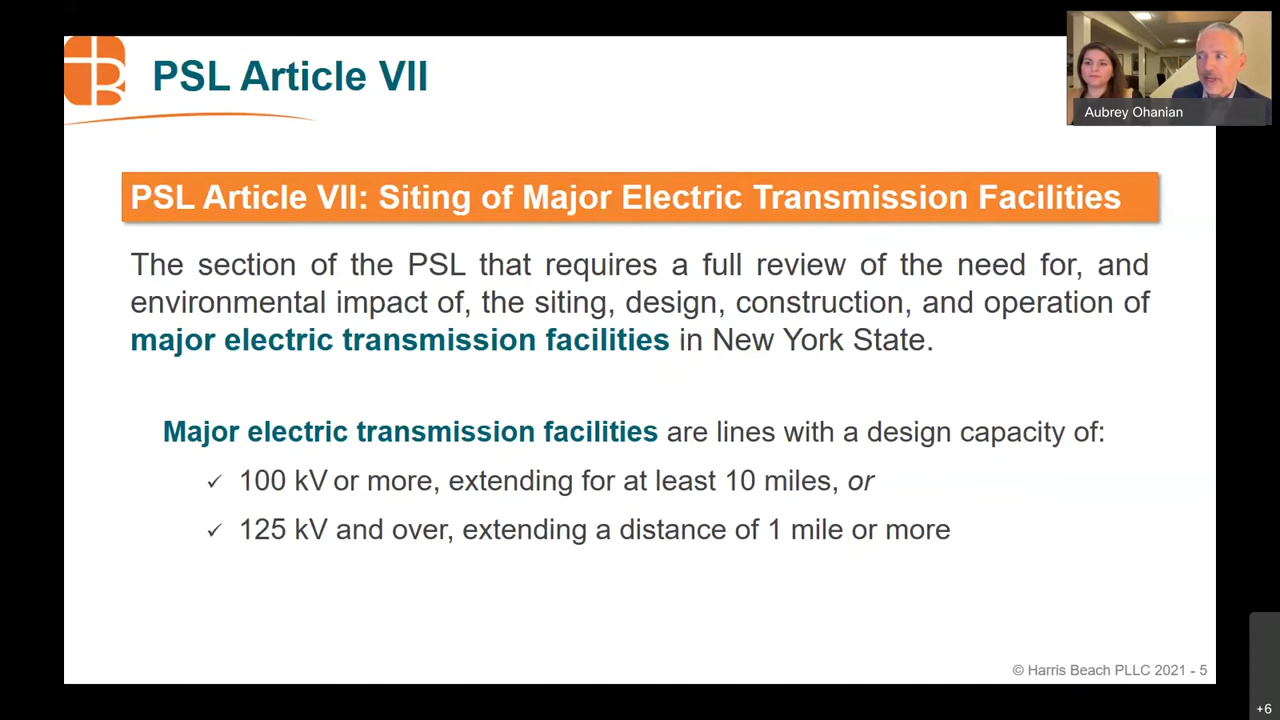 PSL Article VII
Aubrey Ohanian
PSL Article VII: Siting of Major Electric Transmission Facilities
The section of the PSL that requires a full review of the need for, and
environmental impact of, the siting, design, construction, and operation of
major electric transmission facilities in New York State.
Major electric transmission facilities are lines with a design capacity of:
✓ 100 kV or more, extending for at least 10 miles, or
✓ 125 kV and over, extending a distance of 1 mile or more
© Harris Beach PLLC 2021 - 5
+6